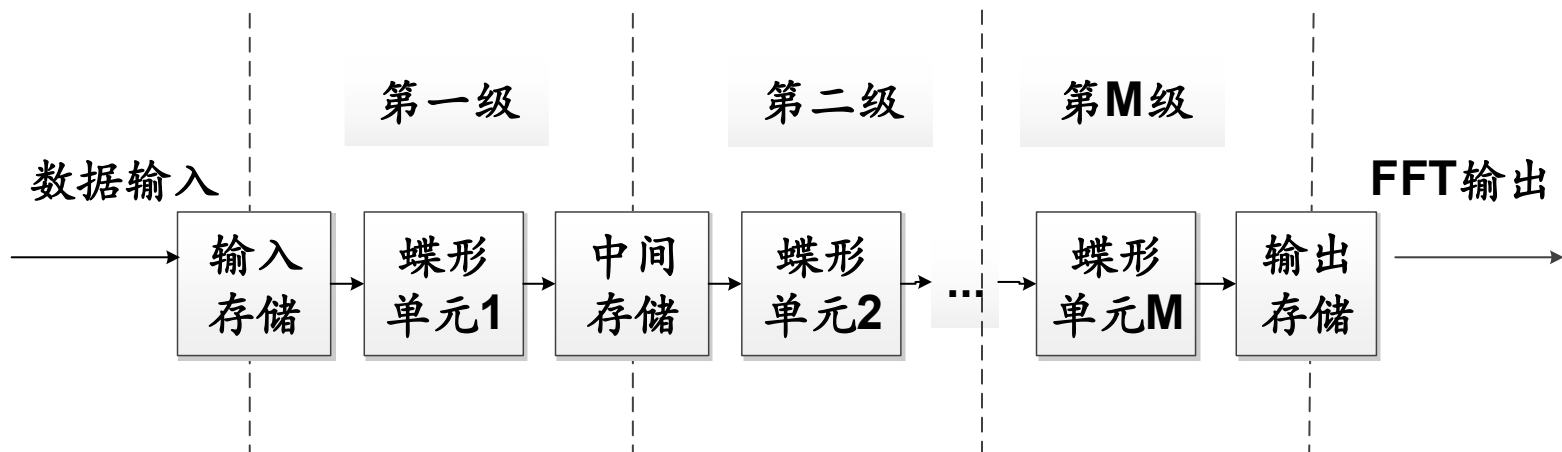 第一级
第二级
第M级
数据输入
FFT输出
输入
存储
蝶形
单元1
中间
存储
蝶形
单元2
...
蝶形
单元M
输出
存储